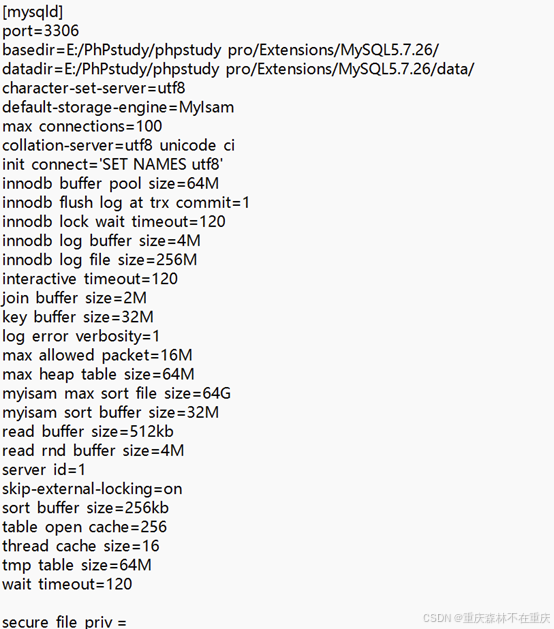 [mysqld]
port=3306
basedir=E:/PhPstudy/phpstudy pro/Extensions/MySQL5.7.26/
datadir=E:/PhPstudy/phpstudy pro/Extensions/MySQL5.7.26/data/
character-set-server=utf8
default-storage-engine=MyIsam
max connections=100
collation-server=utf8 unicode ci
init connect='SET NAMES utf8'
innodb buffer pool size=64M
innodb flush log at trx commit=1
innodb lock wait timeout=120
innodb log buffer size=4M
innodb log file size=256M
interactive timeout=120
join buffer size=2M
key buffer size=32M
log error verbosity=1
max allowed packet=16M
max heap table size=64M
myisam max sort file size=64G
myisam sort buffer size=32M
read buffer size=512kb
read rnd buffer size=4M
server id=1
skip-external-locking=on
sort buffer size=256kb
table open cache=256
thread cache size=16
tmp table size=64M
wait timeout=120
secure file priv =
CSDN @重庆森林不在重庆